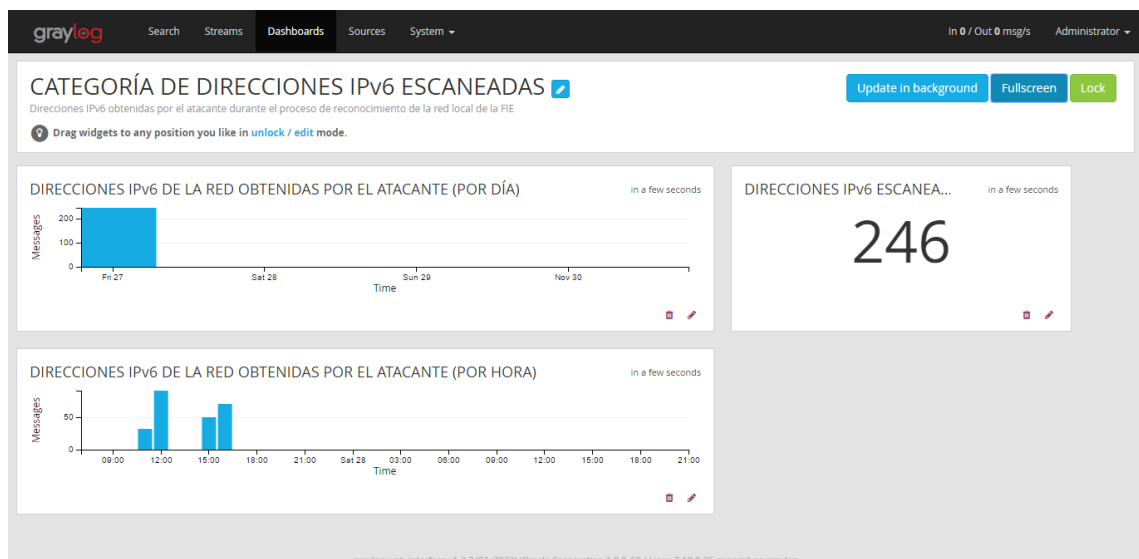 graylog Search Streams Dashboards Sources System In 0 / Out 0 msg/s Administrator
CATEGORÍA DE DIRECCIONES IPv6 ESCANEADAS
Direcciones IPv6 obtenidas por el atacante durante el proceso de reconocimiento de la red local de la FIE
Drag widgets to any position you like in unlock / edit mode.
Update in background Fullscreen Lock
DIRECCIONES IPv6 DE LA RED OBTENIDAS POR EL ATACANTE (POR DÍA) in a few seconds
Messages
200
100
0
Fri 27 Sat 28 Sun 29 Nov 30
Time
DIRECCIONES IPv6 ESCANEA... in a few seconds
246
DIRECCIONES IPv6 DE LA RED OBTENIDAS POR EL ATACANTE (POR HORA) in a few seconds
Messages
50
0
09:00 12:00 15:00 18:00 21:00 Sat 28 03:00 06:00 09:00 12:00 15:00 18:00 21:00
Time